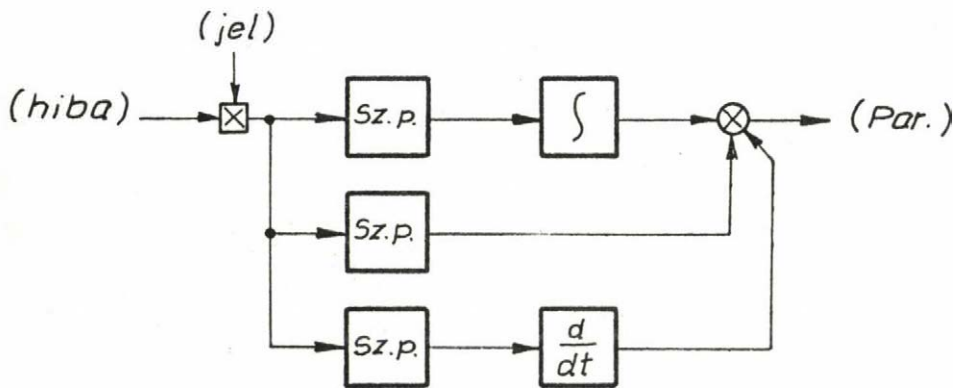 (jel)
(hiba)
Sz.p.
∫
(Par.)
Sz.p.
Sz.p.
d
dt